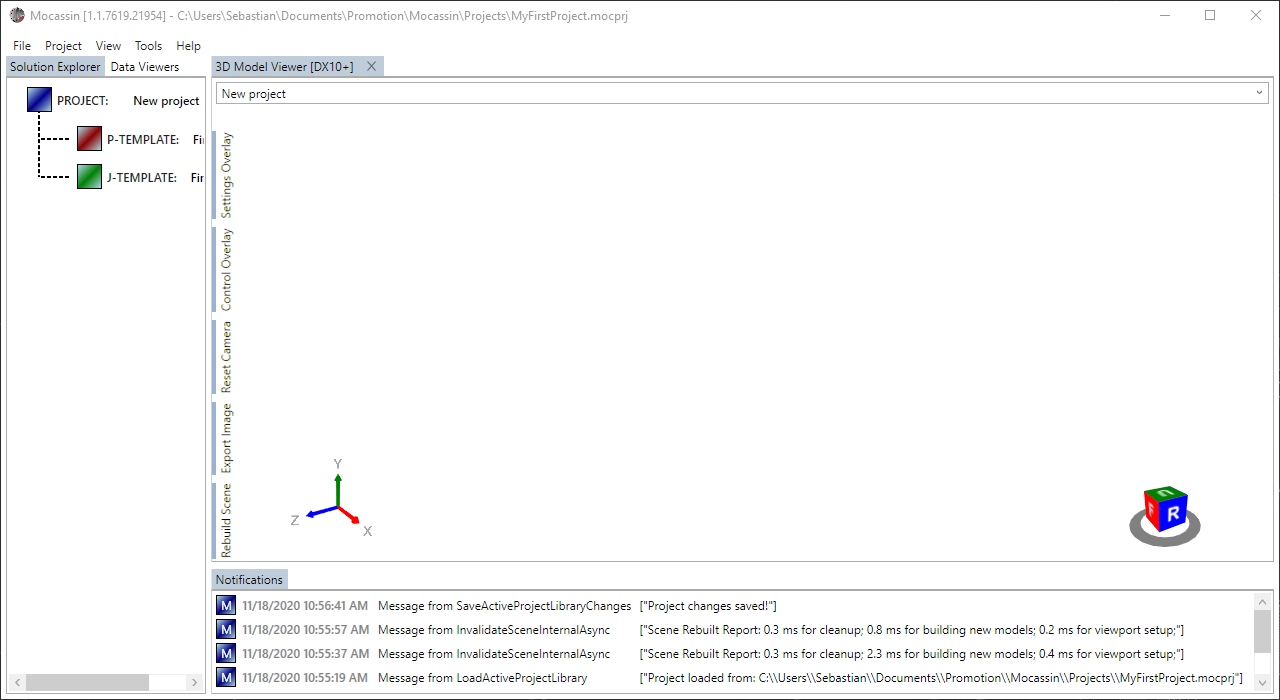 Mocassin [1.1.7619.21954] - C:\Users\Sebastian\Documents\Promotion\Mocassin\Projects\MyFirstProject.mocprj
File Project View Tools Help
Solution Explorer Data Viewers
PROJECT: New project
P-TEMPLATE: Fi
J-TEMPLATE: Fir
3D Model Viewer [DX10+]
New project
Settings Overlay
Control Overlay
Reset Camera
Export Image
Rebuild Scene
Y
Z
X
F
R
Notifications
M 11/18/2020 10:56:41 AM Message from SaveActiveProjectLibraryChanges ["Project changes saved!"]
M 11/18/2020 10:55:57 AM Message from InvalidateSceneInternalAsync ["Scene Rebuilt Report: 0.3 ms for cleanup; 0.8 ms for building new models; 0.2 ms for viewport setup;"]
M 11/18/2020 10:55:37 AM Message from InvalidateSceneInternalAsync ["Scene Rebuilt Report: 0.3 ms for cleanup; 2.3 ms for building new models; 0.4 ms for viewport setup;"]
M 11/18/2020 10:55:19 AM Message from LoadActiveProjectLibrary ["Project loaded from: C:\\Users\\Sebastian\\Documents\\Promotion\\Mocassin\\Projects\\MyFirstProject.mocprj"]